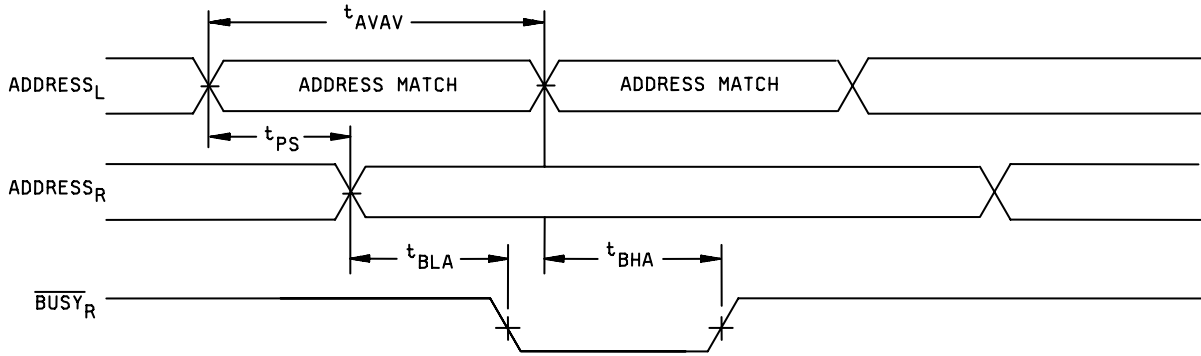 tAVAV
ADDRESSL
ADDRESS MATCH
ADDRESS MATCH
tPS
ADDRESSR
tBLA
tBHA
BUSYR